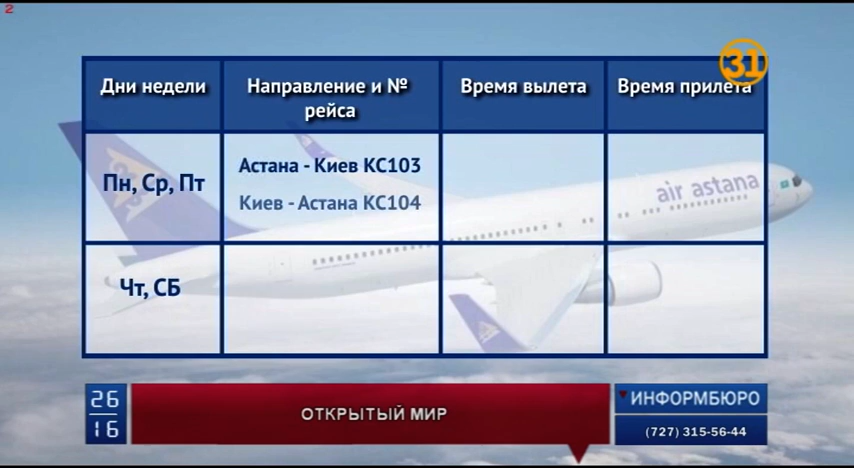 2
31
Дни недели
Направление и №
рейса
Время вылета
Время прилета
Пн, Ср, Пт
Астана - Киев КС103
Киев - Астана КС104
air astana
Чт, СБ
26
16
ОТКРЫТЫЙ МИР
ИНФОРМБЮРО
(727) 315-56-44